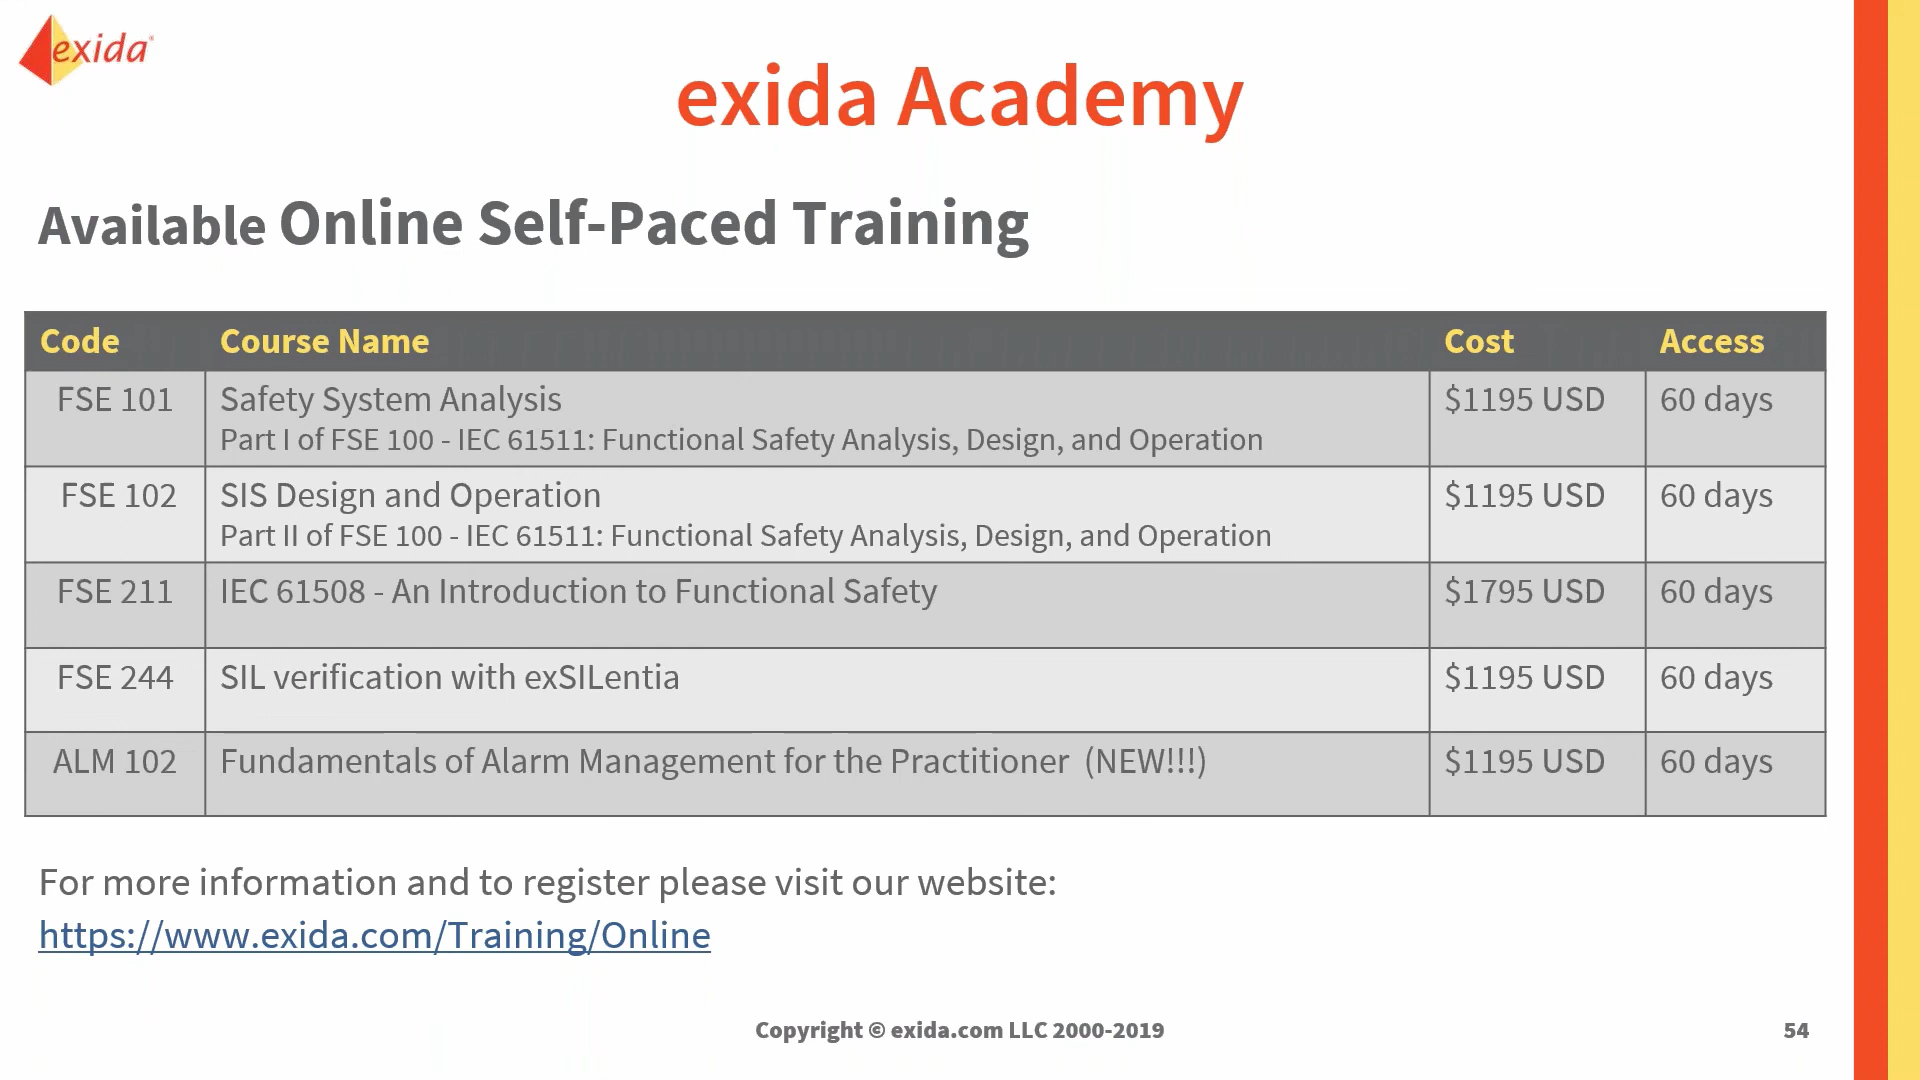 exida
exida Academy
Available Online Self-Paced Training
Code Course Name Cost Access
FSE 101 Safety System Analysis $1195 USD 60 days
Part I of FSE 100 - IEC 61511: Functional Safety Analysis, Design, and Operation
FSE 102 SIS Design and Operation $1195 USD 60 days
Part II of FSE 100 - IEC 61511: Functional Safety Analysis, Design, and Operation
FSE 211 IEC 61508 - An Introduction to Functional Safety $1795 USD 60 days
FSE 244 SIL verification with exSILentia $1195 USD 60 days
ALM 102 Fundamentals of Alarm Management for the Practitioner (NEW!!!) $1195 USD 60 days
For more information and to register please visit our website:
https://www.exida.com/Training/Online
Copyright © exida.com LLC 2000-2019 54